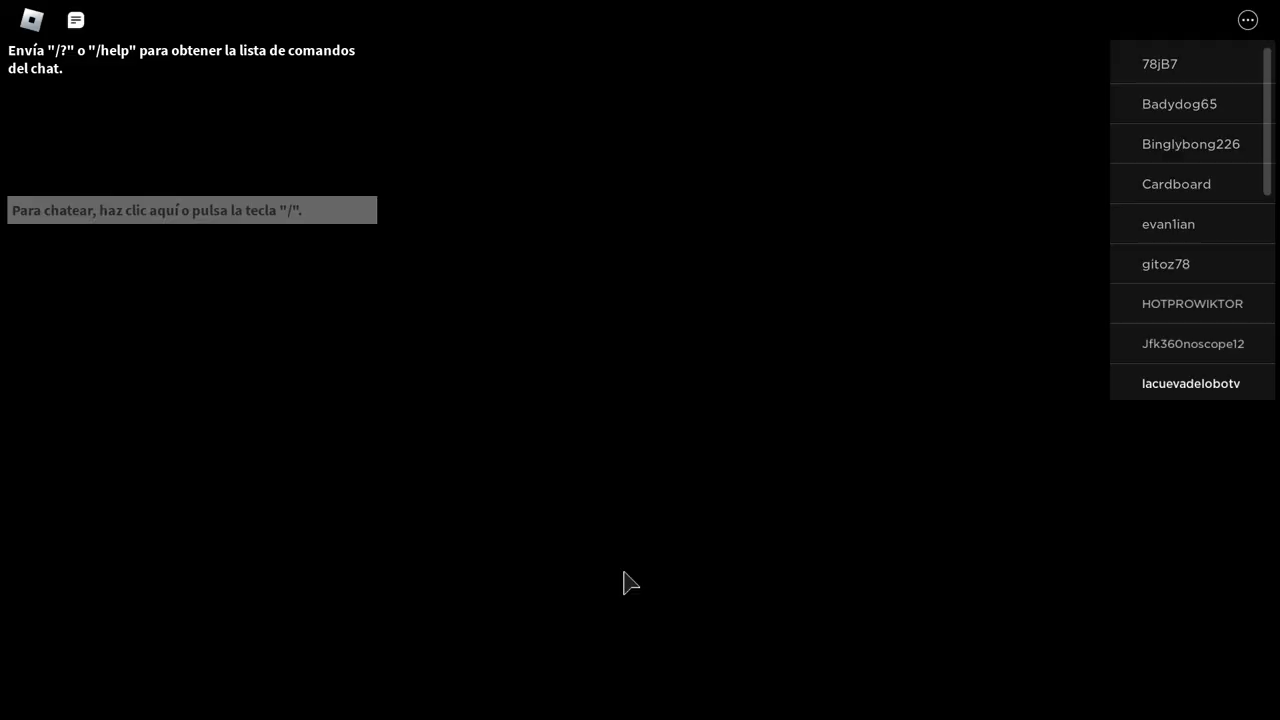 Envía "/?" o "/help" para obtener la lista de comandos
del chat.
Para chatear, haz clic aquí o pulsa la tecla "/".
78jB7
Badydog65
Binglybong226
Cardboard
evan1ian
gitoz78
HOTPROWIKTOR
Jfk360noscope12
lacuevadelobotv